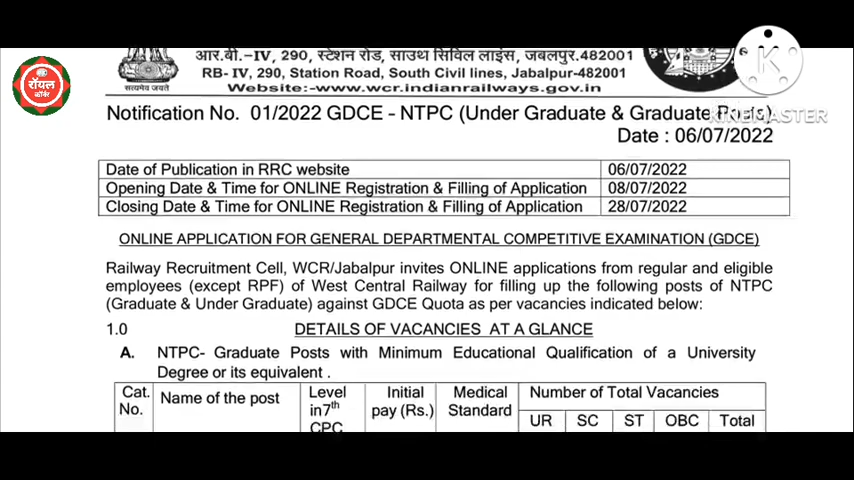 आर.बी.–IV, 290, स्टेशन रोड, साउथ सिविल लाइंस, जबलपुर.482001
RB- IV, 290, Station Road, South Civil lines, Jabalpur-482001
सत्यमेव जयते
Website:-www.wcr.indianrailways.gov.in
रॉयल
कॉर्नर
K
KINEMASTER
Notification No. 01/2022 GDCE - NTPC (Under Graduate & Graduate Posts)
Date : 06/07/2022
Date of Publication in RRC website 06/07/2022
Opening Date & Time for ONLINE Registration & Filling of Application 08/07/2022
Closing Date & Time for ONLINE Registration & Filling of Application 28/07/2022
ONLINE APPLICATION FOR GENERAL DEPARTMENTAL COMPETITIVE EXAMINATION (GDCE)
Railway Recruitment Cell, WCR/Jabalpur invites ONLINE applications from regular and eligible
employees (except RPF) of West Central Railway for filling up the following posts of NTPC
(Graduate & Under Graduate) against GDCE Quota as per vacancies indicated below:
1.0 DETAILS OF VACANCIES AT A GLANCE
A. NTPC- Graduate Posts with Minimum Educational Qualification of a University
Degree or its equivalent .
Cat. No. Name of the post Level in7th CPC Initial pay (Rs.) Medical Standard Number of Total Vacancies
UR SC ST OBC Total